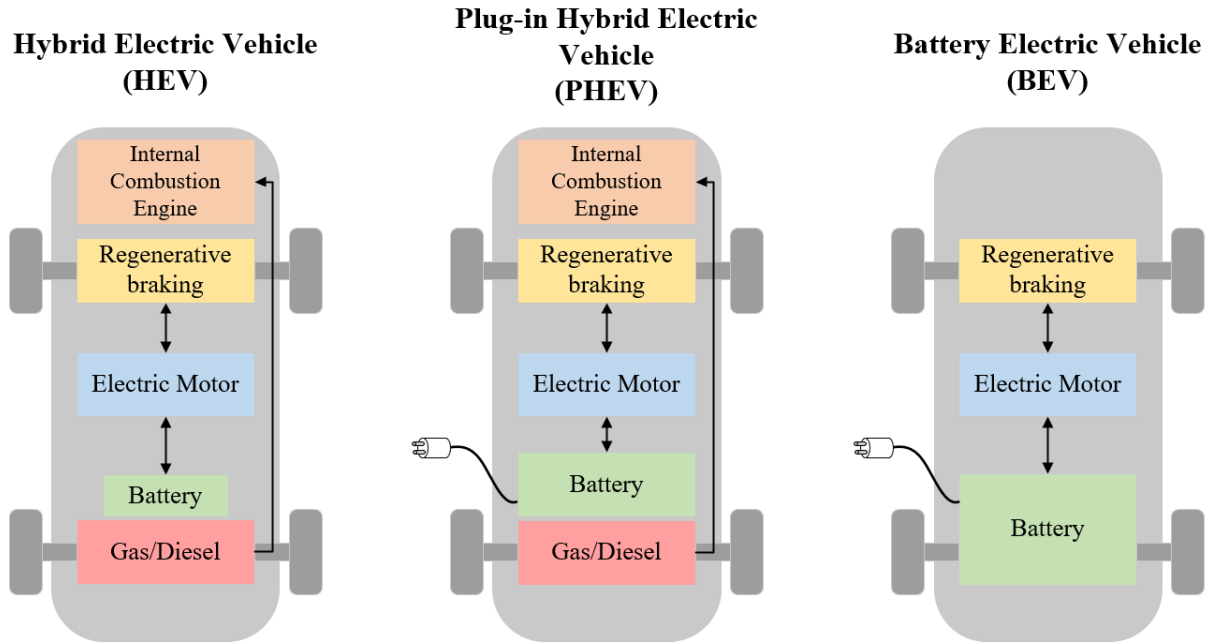 Hybrid Electric Vehicle
(HEV)
Internal
Combustion
Engine
Regenerative
braking
Electric Motor
Battery
Gas/Diesel
Plug-in Hybrid Electric
Vehicle
(PHEV)
Internal
Combustion
Engine
Regenerative
braking
Electric Motor
Battery
Gas/Diesel
Battery Electric Vehicle
(BEV)
Regenerative
braking
Electric Motor
Battery